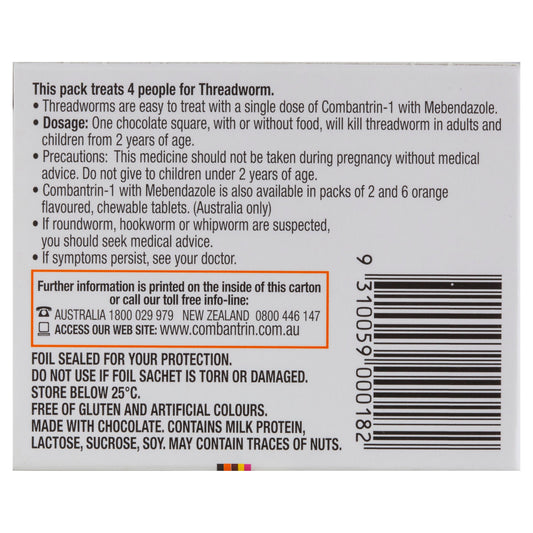 This pack treats 4 people for Threadworm.
• Threadworms are easy to treat with a single dose of Combantrin-1 with Mebendazole.
• Dosage: One chocolate square, with or without food, will kill threadworm in adults and
children from 2 years of age.
• Precautions: This medicine should not be taken during pregnancy without medical
advice. Do not give to children under 2 years of age.
• Combantrin-1 with Mebendazole is also available in packs of 2 and 6 orange
flavoured, chewable tablets. (Australia only)
• If roundworm, hookworm or whipworm are suspected,
you should seek medical advice.
• If symptoms persist, see your doctor.
Further information is printed on the inside of this carton
or call our toll free info-line:
AUSTRALIA 1800 029 979 NEW ZEALAND 0800 446 147
ACCESS OUR WEB SITE: www.combantrin.com.au
FOIL SEALED FOR YOUR PROTECTION.
DO NOT USE IF FOIL SACHET IS TORN OR DAMAGED.
STORE BELOW 25°C.
FREE OF GLUTEN AND ARTIFICIAL COLOURS.
MADE WITH CHOCOLATE. CONTAINS MILK PROTEIN,
LACTOSE, SUCROSE, SOY. MAY CONTAIN TRACES OF NUTS.
9 310059 000182